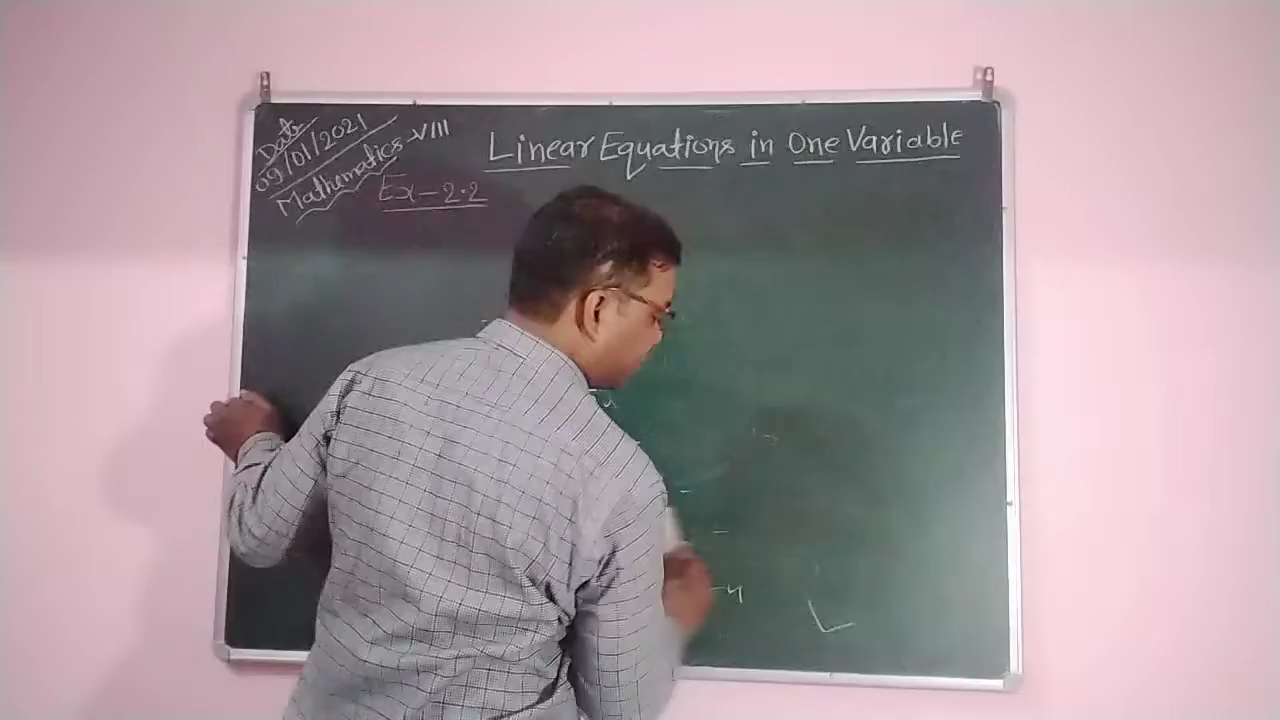 Date
09/01/2021
Mathematics-VIII
Linear Equations in One Variable
Ex-2.2